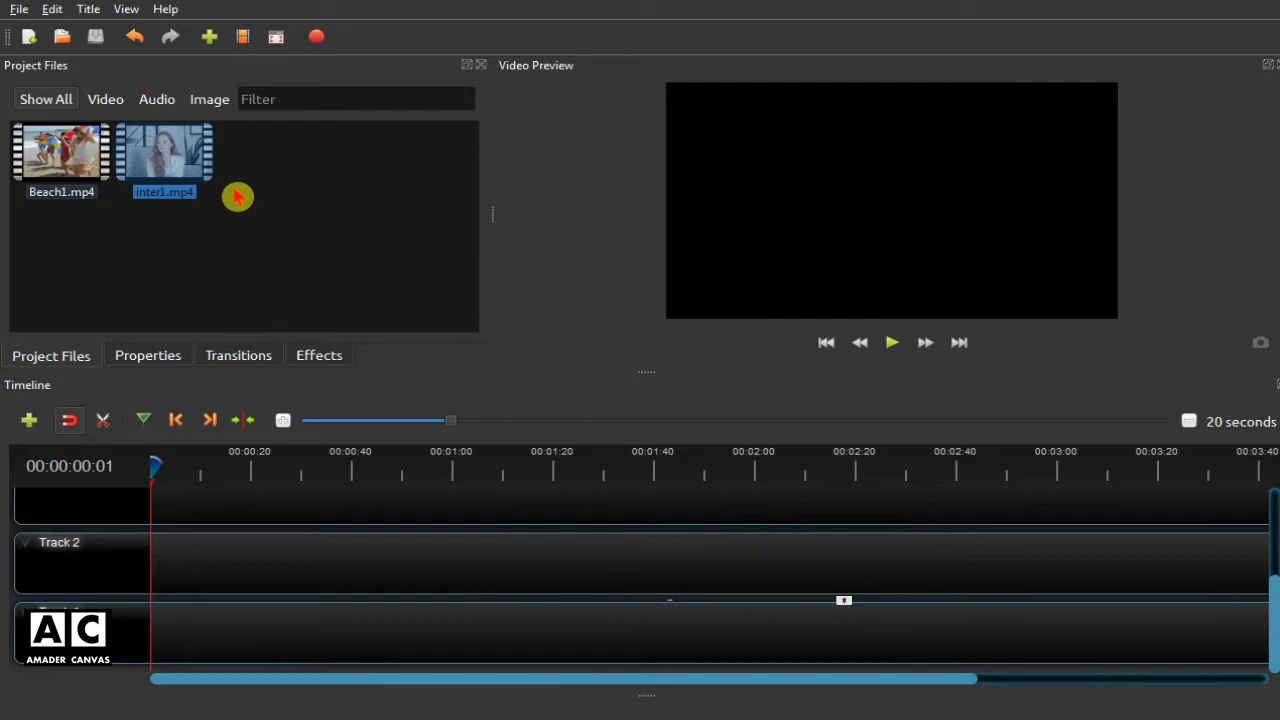 File Edit Title View Help
Project Files
Video Preview
Show All Video Audio Image Filter
Beach1.mp4 inter1.mp4
Project Files Properties Transitions Effects
Timeline
20 seconds
00:00:00:01
00:00:20 00:00:40 00:01:00 00:01:20 00:01:40 00:02:00 00:02:20 00:02:40 00:03:00 00:03:20 00:03:40
Track 2
AC
AMADER CANVAS